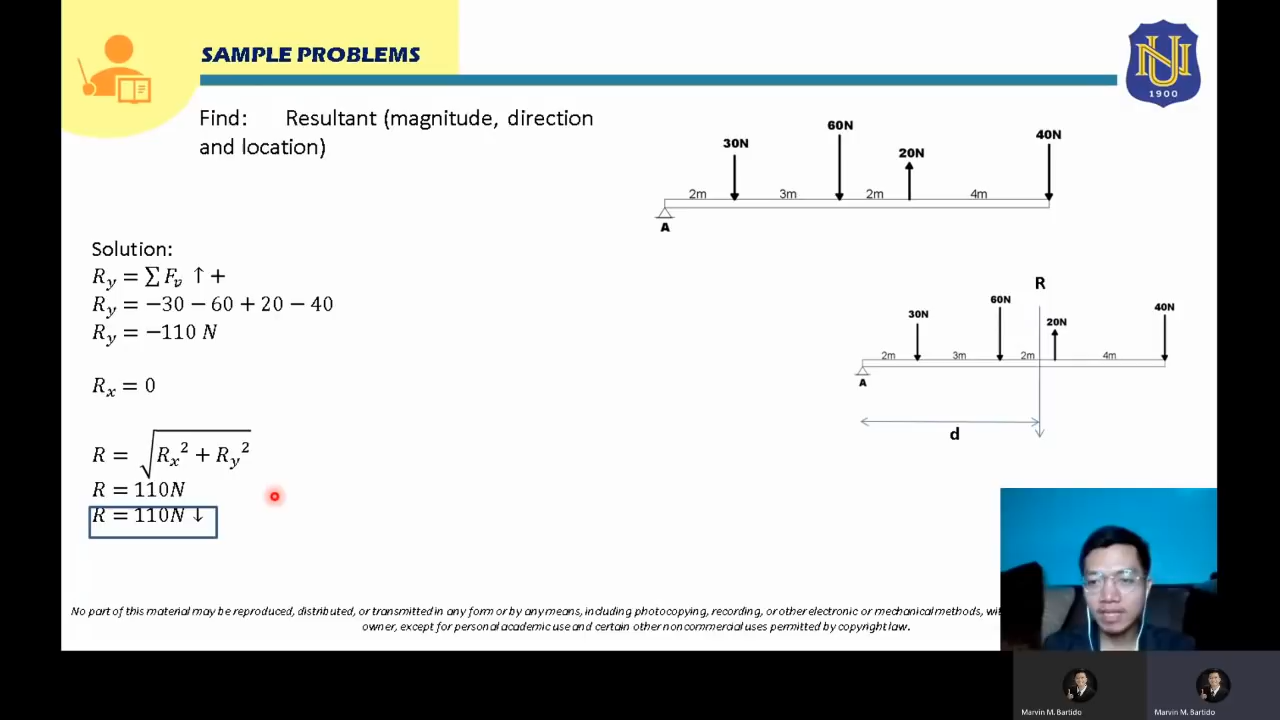 SAMPLE PROBLEMS
NU
1900
Find: Resultant (magnitude, direction
and location)
30N
60N
20N
40N
2m
3m
2m
4m
A
Solution:
R_y = ∑ F_v ↑ +
R_y = −30 − 60 + 20 − 40
R_y = −110 N
R_x = 0
R = √(R_x² + R_y²)
R = 110N
R = 110N ↓
R
30N
60N
20N
40N
2m
3m
2m
4m
A
d
No part of this material may be reproduced, distributed, or transmitted in any form or by any means, including photocopying, recording, or other electronic or mechanical methods,
owner, except for personal academic use and certain other noncommercial uses permitted by copyright law.
Marvin M. Bartido
Marvin M. Bartido